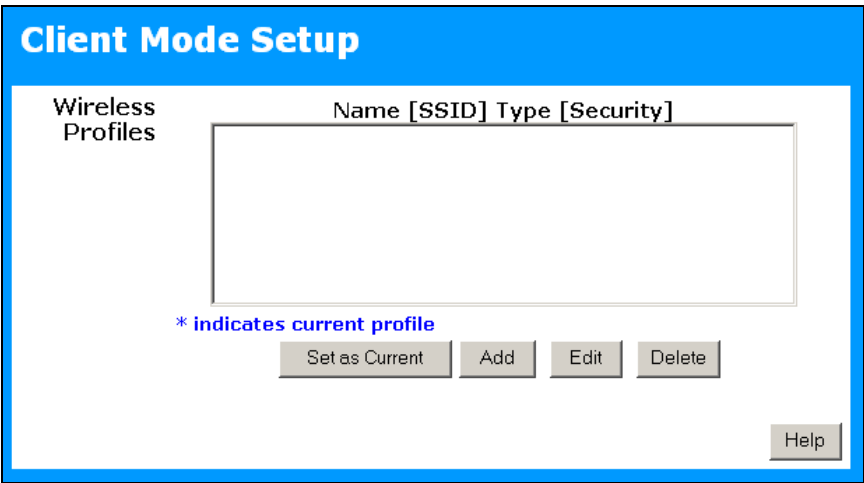 Client Mode Setup
Wireless
Profiles
Name [SSID] Type [Security]
* indicates current profile
Set as Current
Add
Edit
Delete
Help